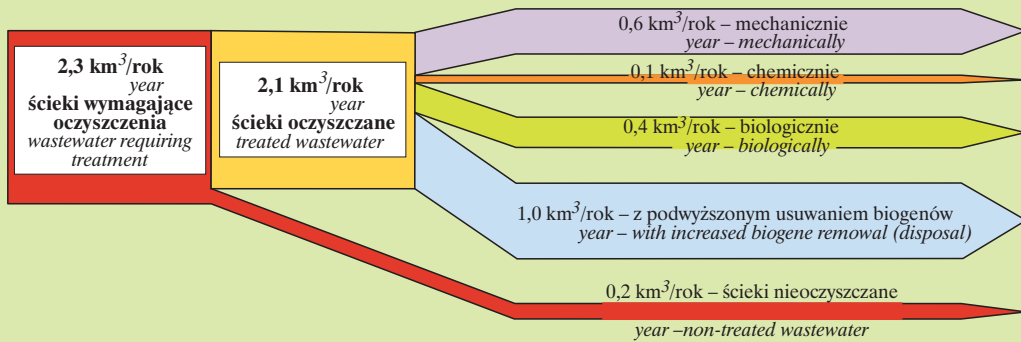 2,3 km³/rok
year
ścieki wymagające
oczyszczenia
wastewater requiring
treatment
2,1 km³/rok
year
ścieki oczyszczane
treated wastewater
0,6 km³/rok – mechanicznie
year – mechanically
0,1 km³/rok – chemicznie
year – chemically
0,4 km³/rok – biologicznie
year – biologically
1,0 km³/rok – z podwyższonym usuwaniem biogenów
year – with increased biogene removal (disposal)
0,2 km³/rok – ścieki nieoczyszczane
year –non-treated wastewater